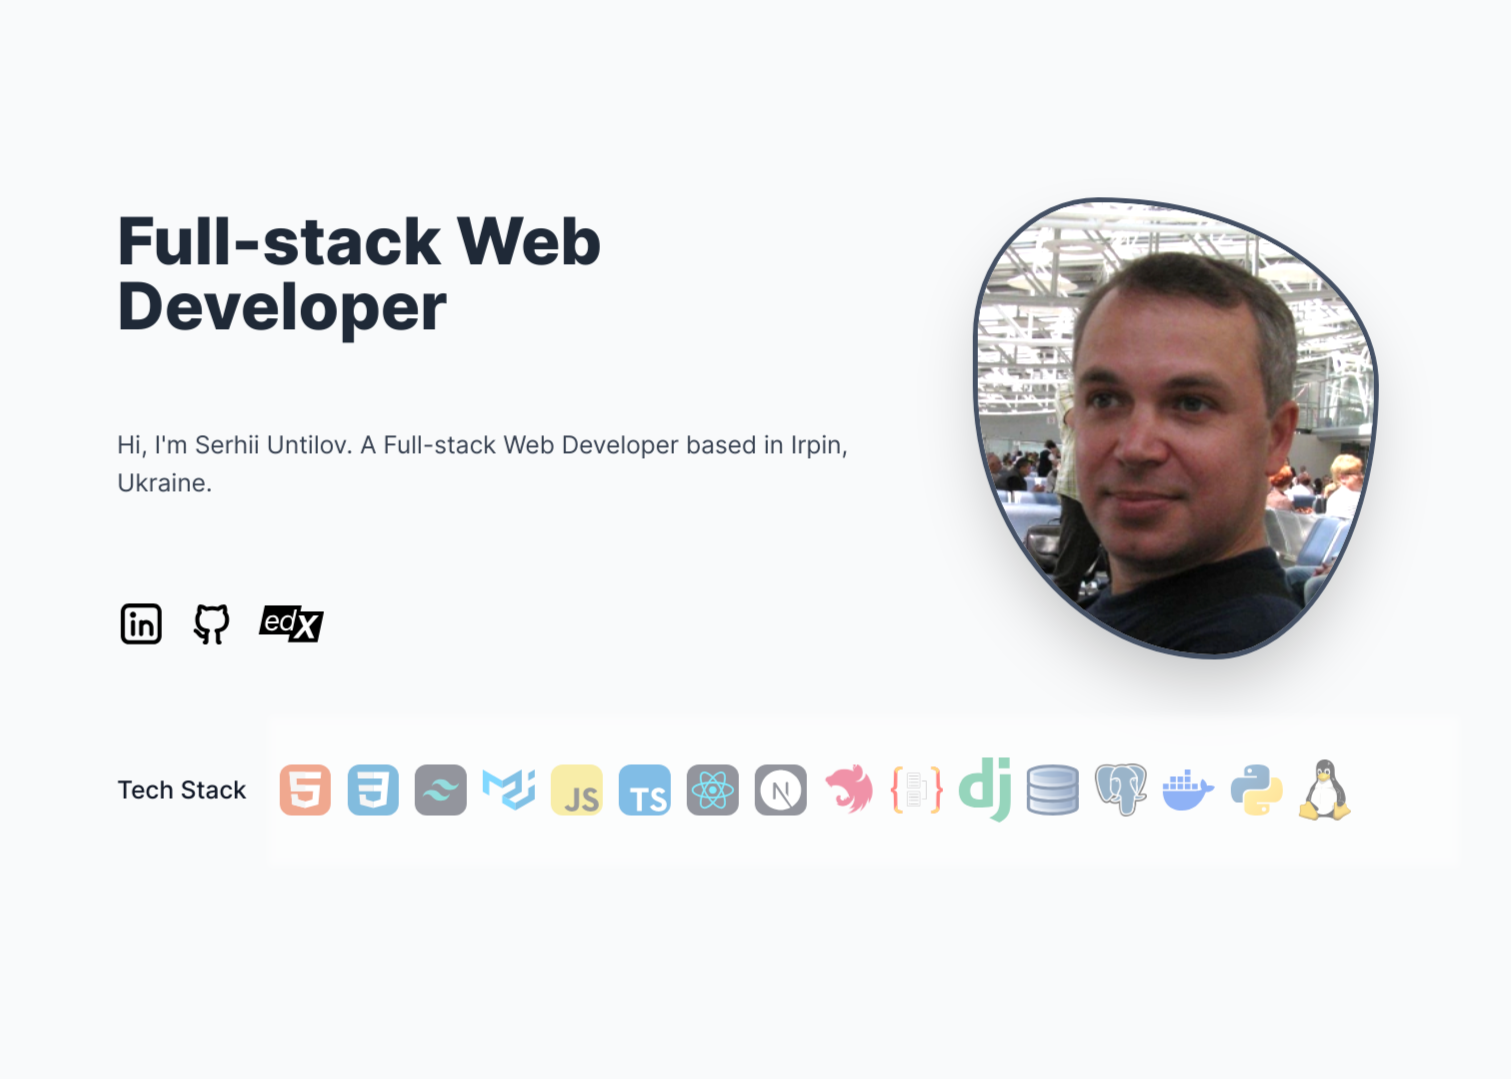 Full-stack Web
Developer
Hi, I'm Serhii Untilov. A Full-stack Web Developer based in Irpin,
Ukraine.
in
edX
Tech Stack
5
3
JS
TS
N
dj